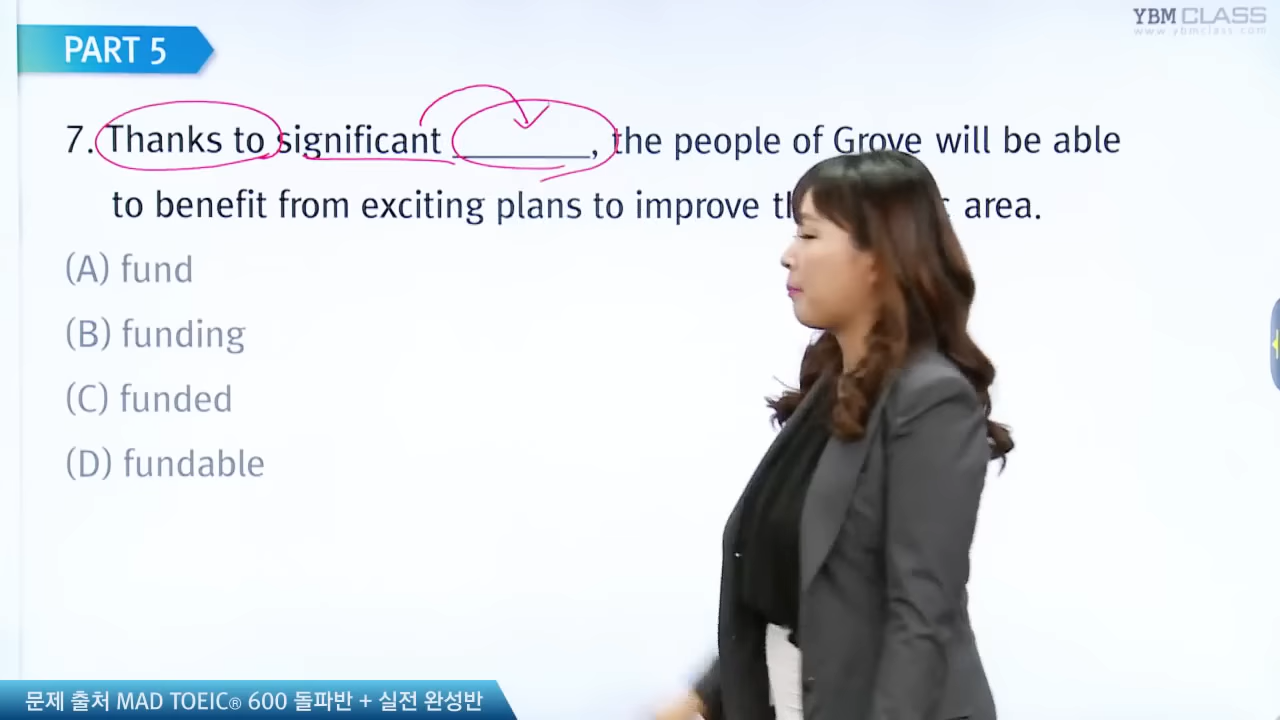 YBM CLASS
www.ybmclass.com
PART 5
7. Thanks to significant ______, the people of Grove will be able
to benefit from exciting plans to improve area.
(A) fund
(B) funding
(C) funded
(D) fundable
문제 출처 MAD TOEIC® 600 돌파반 + 실전 완성반